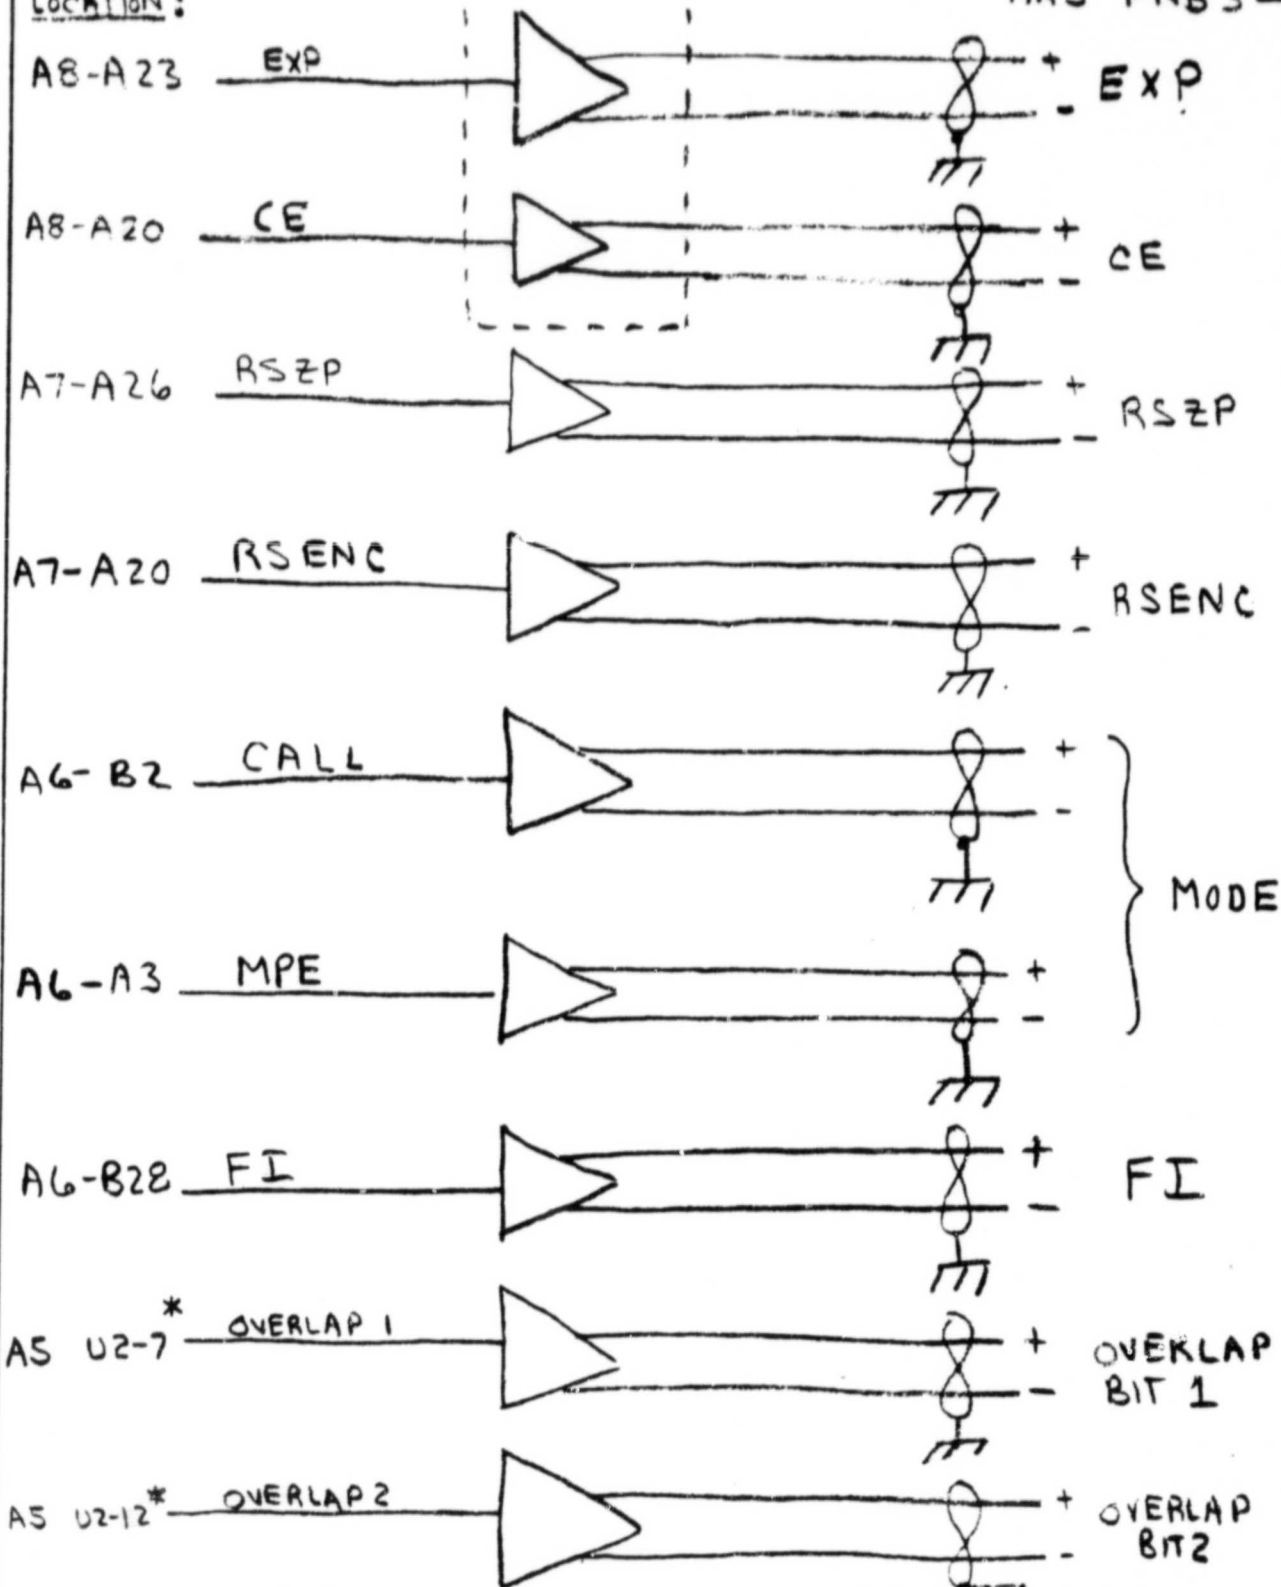 LOCATION:
A8-A23 EXP + - EXP
A8-A20 CE + - CE
A7-A26 RSZP + - RSZP
A7-A20 RSENC + - RSENC
A6-B2 CALL + -
MODE
A6-A3 MPE + -
A6-B28 FI + - FI
A5 U2-7* OVERLAP 1 + - OVERLAP
BIT 1
A5 U2-12* OVERLAP 2 + - OVERLAP
BIT2